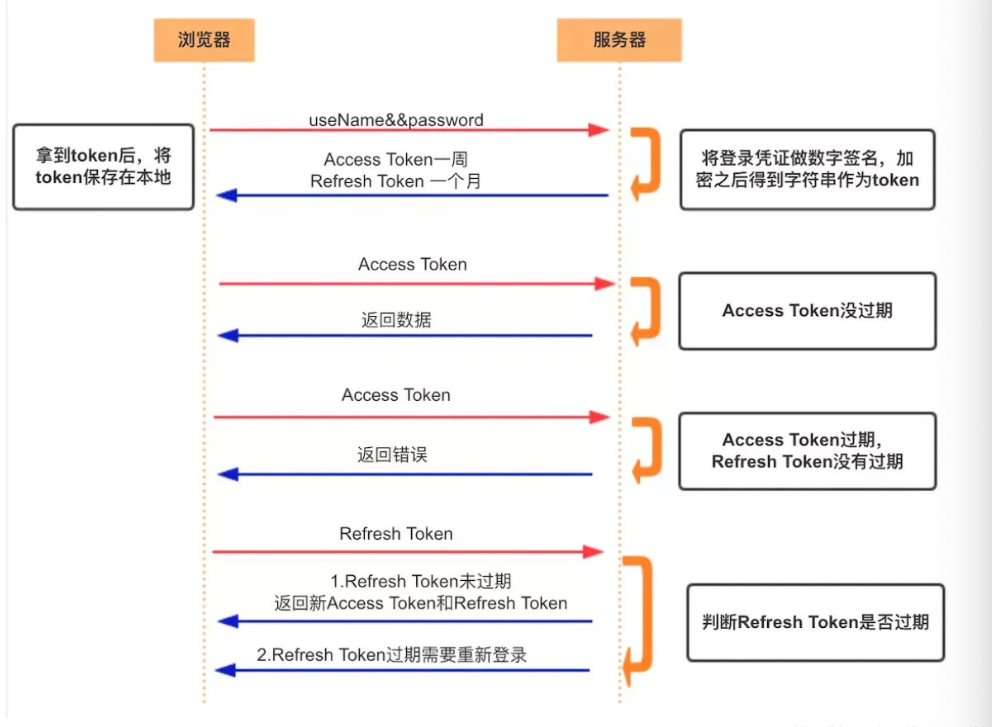 浏览器
服务器
useName&&password
拿到token后，将
token保存在本地
Access Token一周
Refresh Token 一个月
将登录凭证做数字签名，加
密之后得到字符串作为token
Access Token
返回数据
Access Token没过期
Access Token
返回错误
Access Token过期，
Refresh Token没有过期
Refresh Token
1.Refresh Token未过期
返回新Access Token和Refresh Token
2.Refresh Token过期需要重新登录
判断Refresh Token是否过期